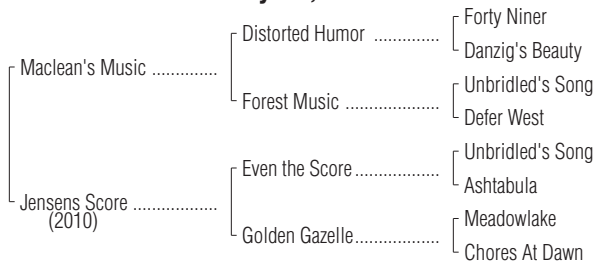 Forty Niner
Distorted Humor ..............
Danzig's Beauty
Maclean's Music ..............
Unbridled's Song
Forest Music ....................
Defer West
Unbridled's Song
Even the Score..................
Ashtabula
Jensens Score ..................
(2010)
Meadowlake
Golden Gazelle..................
Chores At Dawn